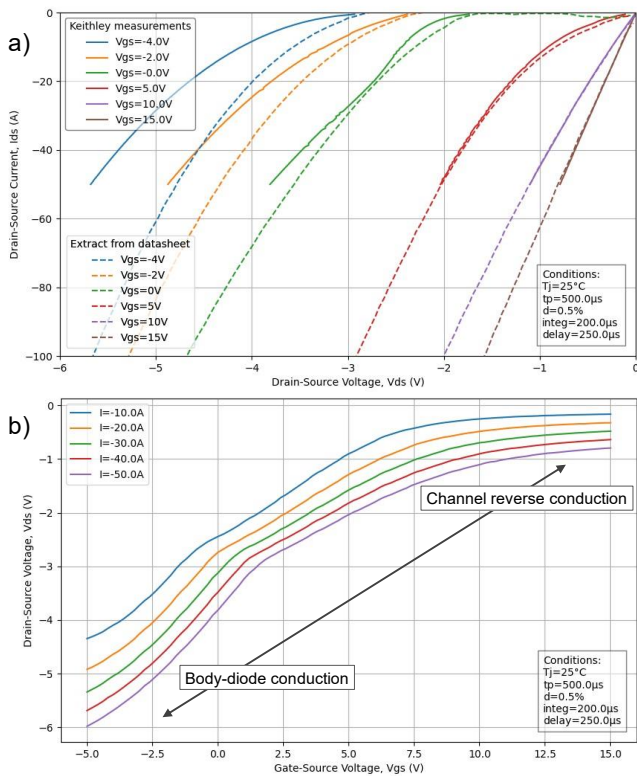 a)
Keithley measurements
Vgs=-4.0V
Vgs=-2.0V
Vgs=-0.0V
Vgs=5.0V
Vgs=10.0V
Vgs=15.0V
Extract from datasheet
Vgs=-4V
Vgs=-2V
Vgs=0V
Vgs=5V
Vgs=10V
Vgs=15V
Conditions:
Tj=25°C
tp=500.0µs
d=0.5%
integ=200.0µs
delay=250.0µs
Drain-Source Current, Ids (A)
0
−20
−40
−60
−80
−100
−6
−5
−4
−3
−2
−1
0
Drain-Source Voltage, Vds (V)
b)
I=-10.0A
I=-20.0A
I=-30.0A
I=-40.0A
I=-50.0A
Channel reverse conduction
Body-diode conduction
Conditions:
Tj=25°C
tp=500.0µs
d=0.5%
integ=200.0µs
delay=250.0µs
Drain-Source Voltage, Vds (V)
0
−1
−2
−3
−4
−5
−6
−5.0
−2.5
0.0
2.5
5.0
7.5
10.0
12.5
15.0
Gate-Source Voltage, Vgs (V)